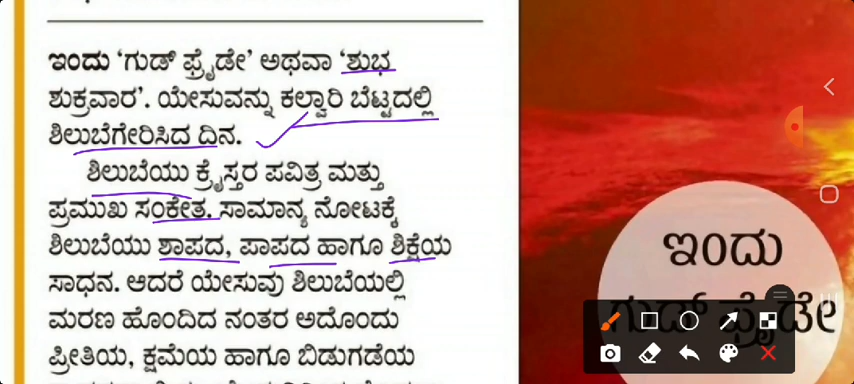 ಇಂದು ‘ಗುಡ್ ಫ್ರೈಡೇ’ ಅಥವಾ ‘ಶುಭ
ಶುಕ್ರವಾರ’. ಯೇಸುವನ್ನು ಕಲ್ವಾರಿ ಬೆಟ್ಟದಲ್ಲಿ
ಶಿಲುಬೆಗೇರಿಸಿದ ದಿನ.
ಶಿಲುಬೆಯು ಕ್ರೈಸ್ತರ ಪವಿತ್ರ ಮತ್ತು
ಪ್ರಮುಖ ಸಂಕೇತ. ಸಾಮಾನ್ಯ ನೋಟಕ್ಕೆ
ಶಿಲುಬೆಯು ಶಾಪದ, ಪಾಪದ ಹಾಗೂ ಶಿಕ್ಷೆಯ
ಸಾಧನ. ಆದರೆ ಯೇಸುವು ಶಿಲುಬೆಯಲ್ಲಿ
ಮರಣ ಹೊಂದಿದ ನಂತರ ಅದೊಂದು
ಪ್ರೀತಿಯ, ಕ್ಷಮೆಯ ಹಾಗೂ ಬಿಡುಗಡೆಯ
ಇಂದು
ಗುಡ್ ಫ್ರೈಡೇ